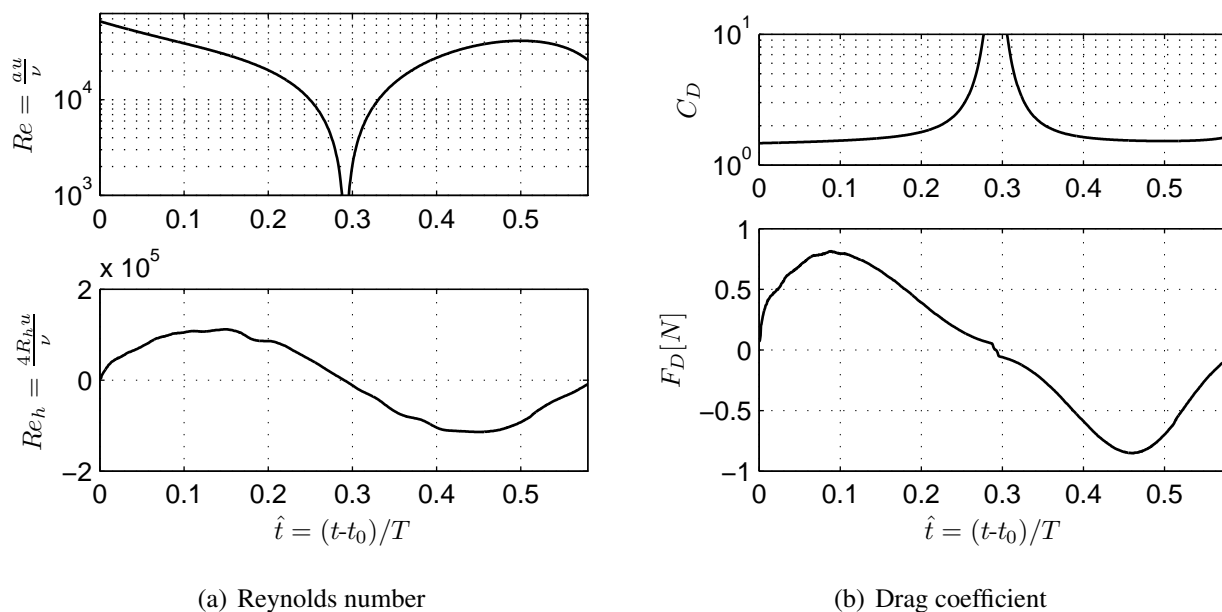 Re = au/ν
10^4
10^3
0 0.1 0.2 0.3 0.4 0.5
x 10^5
Re_h = 4R_h u/ν
2
0
−2
0 0.1 0.2 0.3 0.4 0.5
t̂ = (t-t_0)/T
(a) Reynolds number
C_D
10^1
10^0
0 0.1 0.2 0.3 0.4 0.5
F_D[N]
1
0.5
0
−0.5
−1
0 0.1 0.2 0.3 0.4 0.5
t̂ = (t-t_0)/T
(b) Drag coefficient